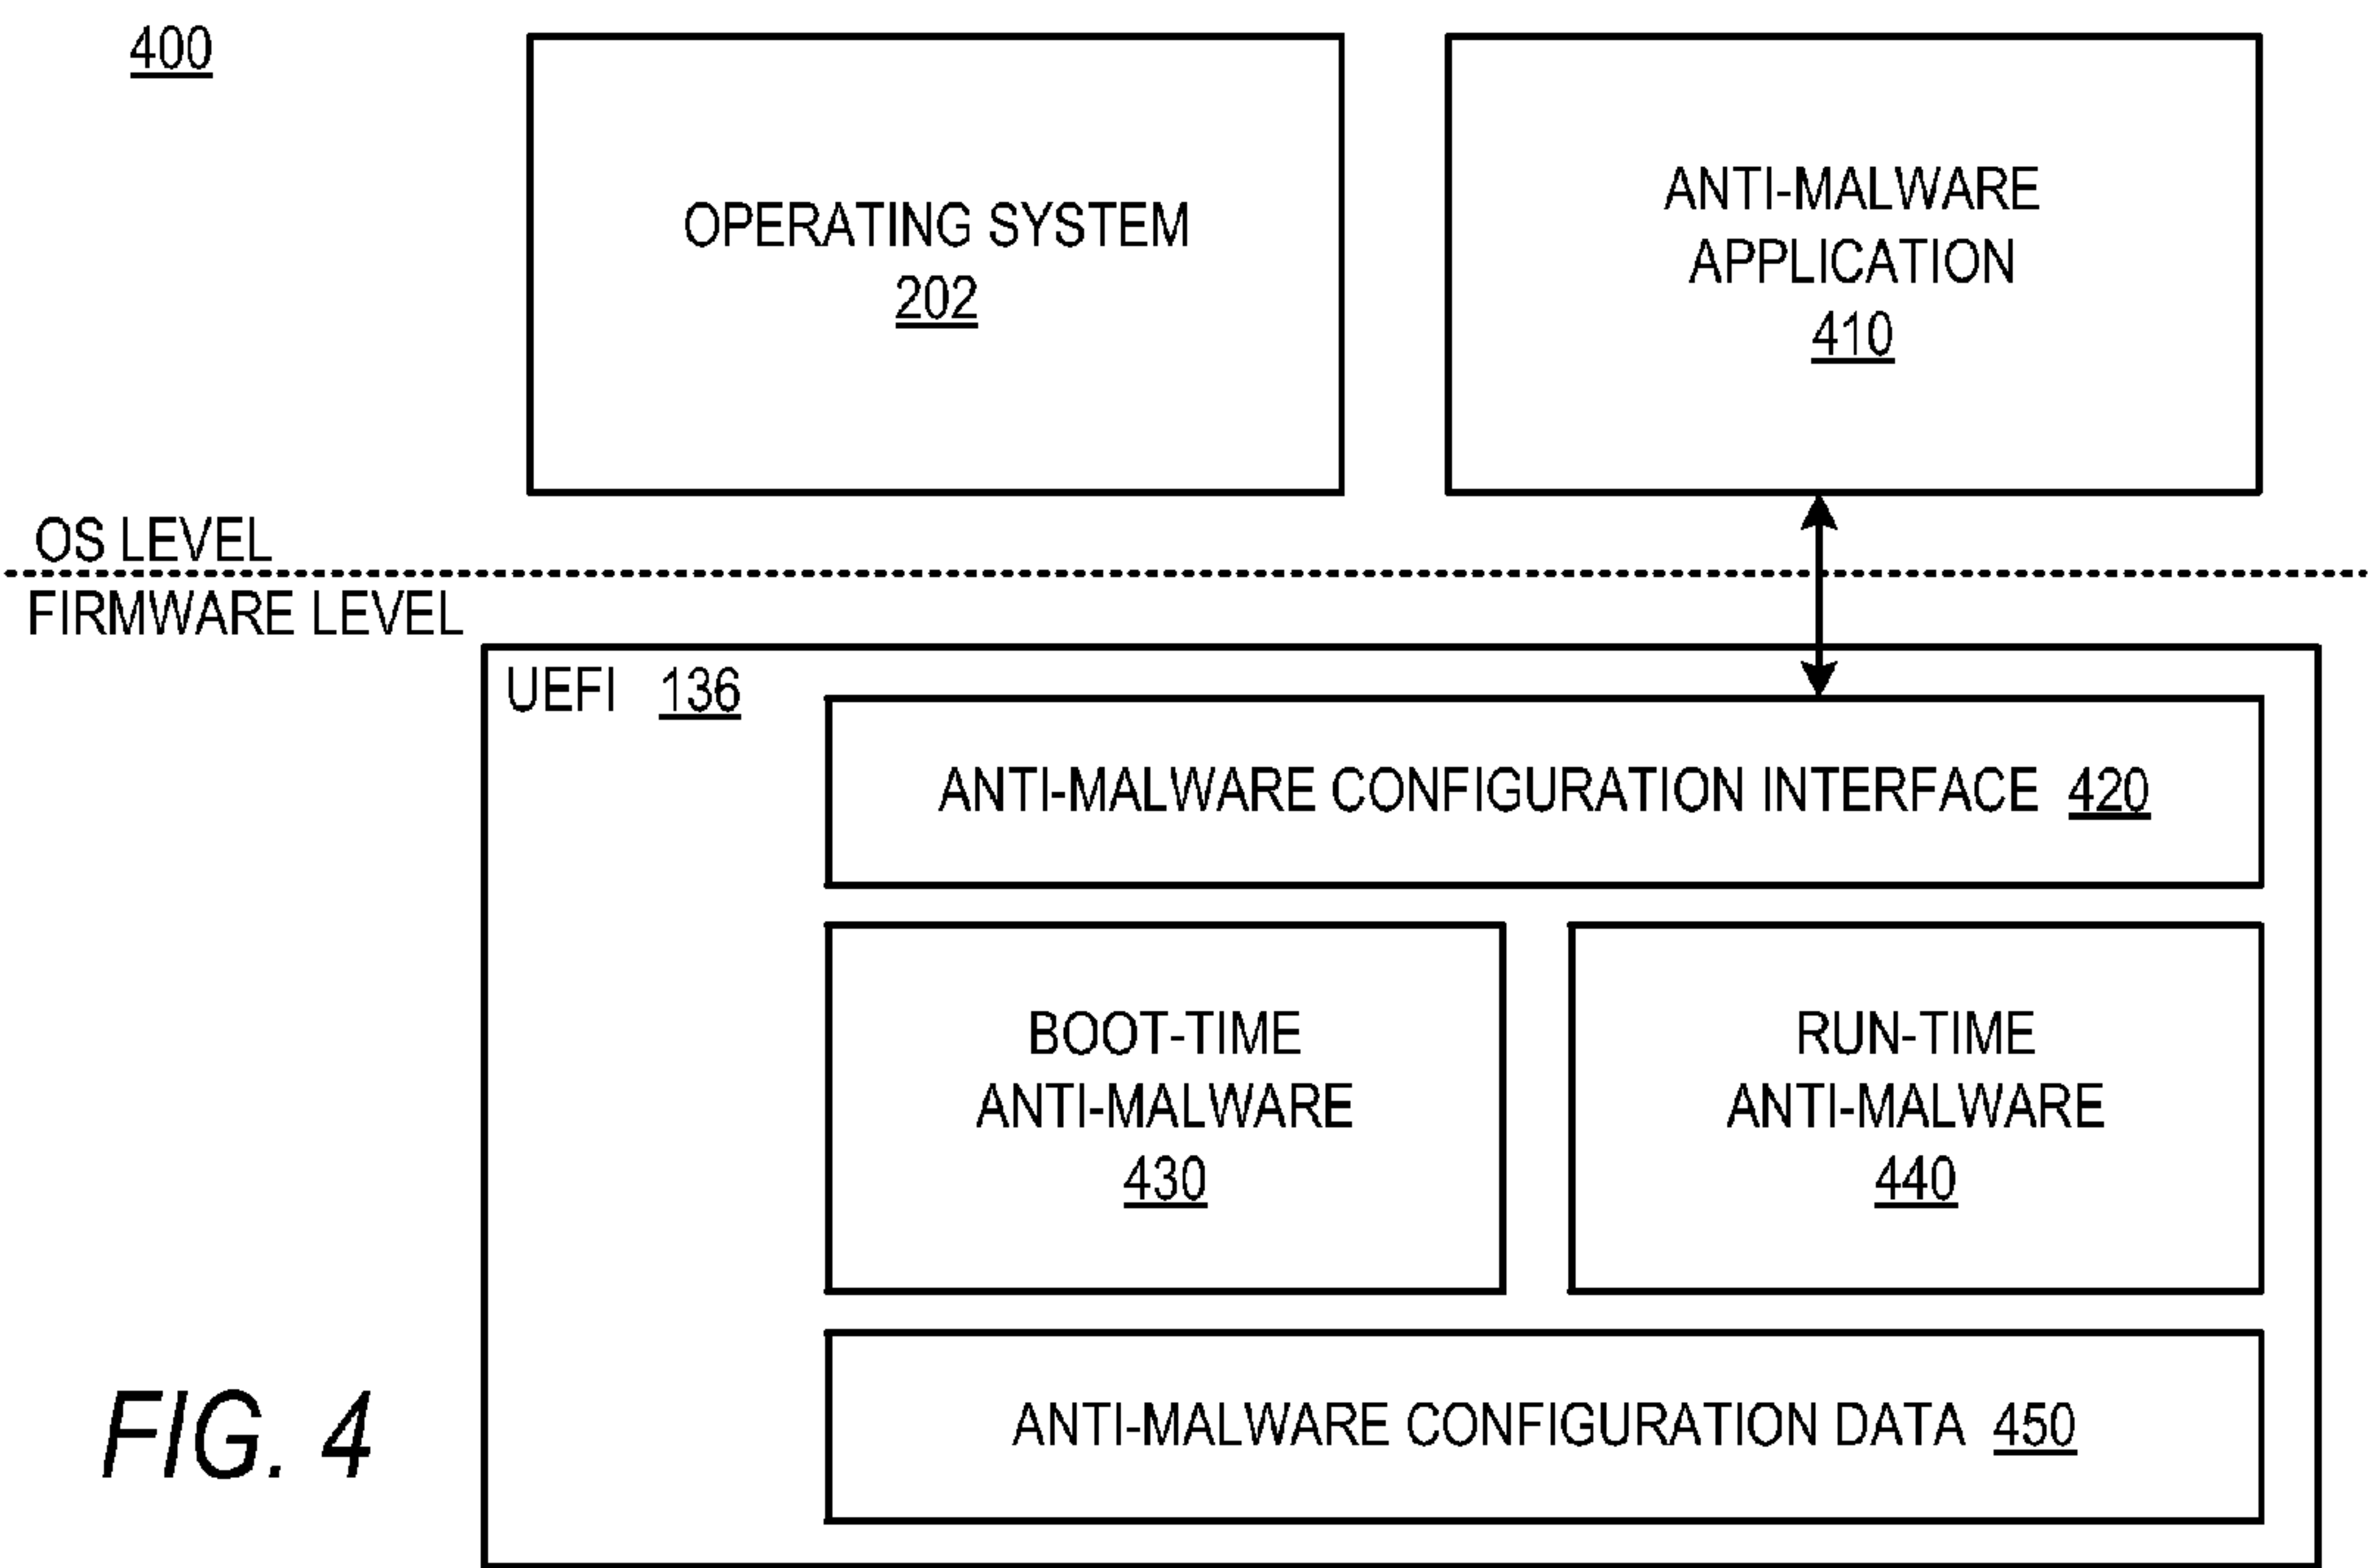 400
OPERATING SYSTEM
202
ANTI-MALWARE
APPLICATION
410
OS LEVEL
FIRMWARE LEVEL
UEFI 136
ANTI-MALWARE CONFIGURATION INTERFACE 420
BOOT-TIME
ANTI-MALWARE
430
RUN-TIME
ANTI-MALWARE
440
ANTI-MALWARE CONFIGURATION DATA 450
FIG. 4